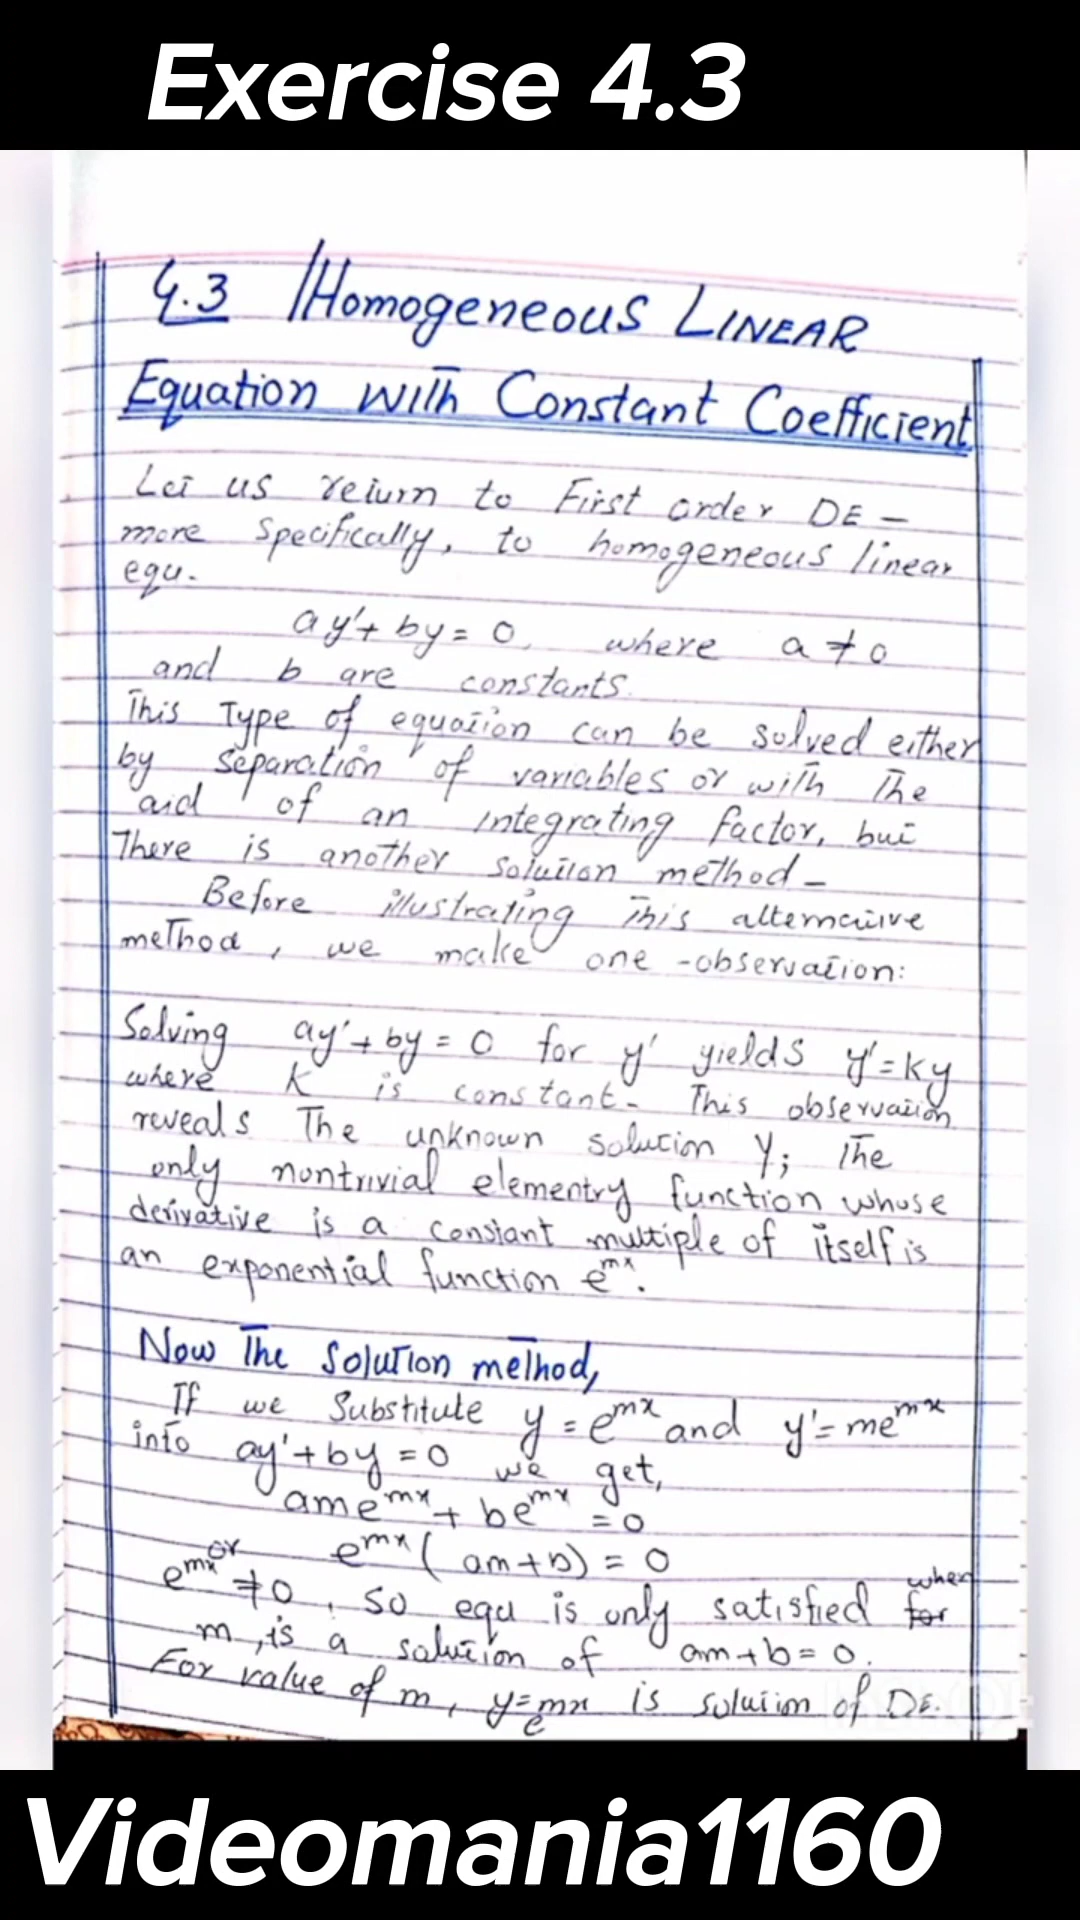 Exercise 4.3
4.3 Homogeneous LINEAR
Equation with Constant Coefficient
Let us return to First order DE –
more specifically, to homogeneous linear
equ.
ay' + by = 0, where a ≠ 0
and b are constants.
This Type of equation can be solved either
by separation of variables or with The
aid of an integrating factor, but
There is another solution method –
Before illustrating This alternative
method, we make one -observation:
Solving ay' + by = 0 for y' yields y' = ky
where K is constant. This observation
reveals The unknown solution Y; The
only nontrivial elementry function whose
derivative is a constant multiple of itself is
an exponential function e^mx.
Now The Solution method,
If we Substitute y = e^mx and y' = me^mx
into ay' + by = 0 we get,
ame^mx + be^mx = 0
or e^mx ( am + b) = 0
e^mx ≠ 0, so equ is only satisfied for when
m, is a solution of am + b = 0.
For value of m, y = e^mx is solution of DE.
Videomania1160